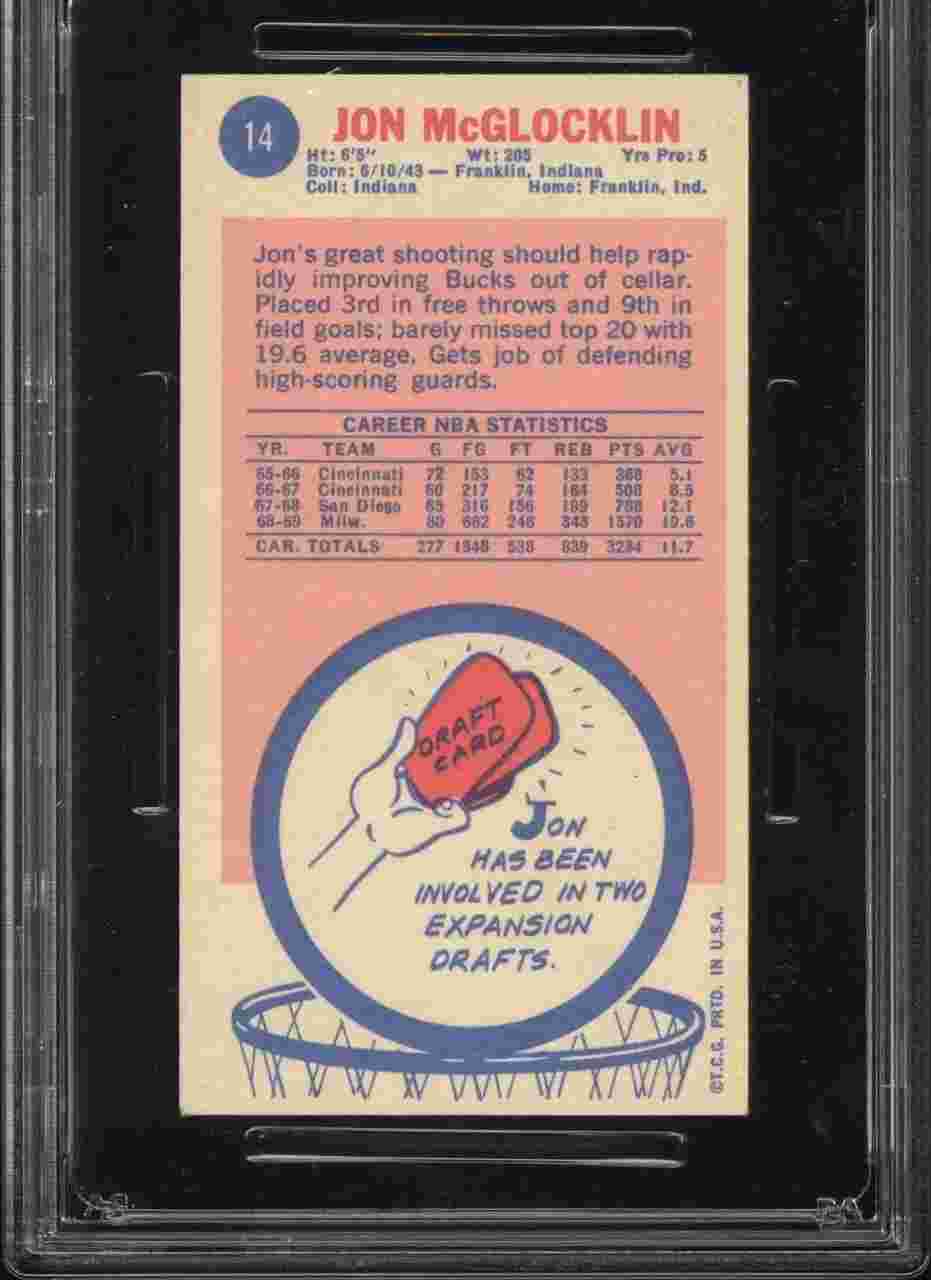 14
JON McGLOCKLIN
Ht: 6'5" Wt: 205 Yrs Pro: 5
Born: 6/10/43 — Franklin, Indiana
Coll: Indiana Home: Franklin, Ind.
Jon's great shooting should help rap-
idly improving Bucks out of cellar.
Placed 3rd in free throws and 9th in
field goals; barely missed top 20 with
19.6 average. Gets job of defending
high-scoring guards.
CAREER NBA STATISTICS
YR. TEAM G FG FT REB PTS AVG
65-66 Cincinnati 72 153 62 133 368 5.1
66-67 Cincinnati 60 217 74 164 508 8.5
67-68 San Diego 65 316 156 199 788 12.1
68-69 Milw. 80 662 246 343 1570 19.6
CAR. TOTALS 277 1348 538 839 3234 11.7
DRAFT
CARD
JON
HAS BEEN
INVOLVED IN TWO
EXPANSION
DRAFTS.
©T.C.G. PRTD. IN U.S.A.